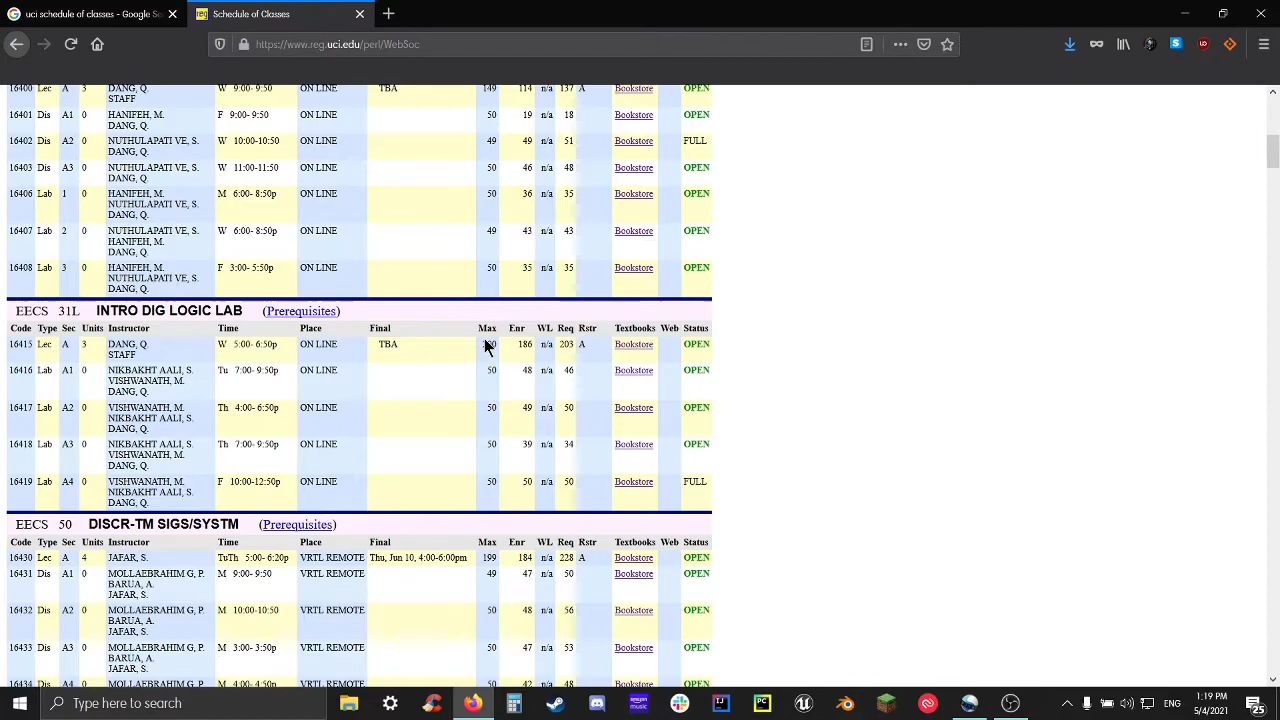 uci schedule of classes - Google Se
Schedule of Classes
https://www.reg.uci.edu/perl/WebSoc
16400 Lec A 3 DANG, Q. W 9:00- 9:50 ON LINE TBA 149 114 n/a 137 A Bookstore OPEN
STAFF
16401 Dis A1 0 HANIFEH, M. F 9:00- 9:50 ON LINE 50 19 n/a 18 Bookstore OPEN
DANG, Q.
16402 Dis A2 0 NUTHULAPATI VE, S. W 10:00-10:50 ON LINE 49 49 n/a 51 Bookstore FULL
DANG, Q.
16403 Dis A3 0 NUTHULAPATI VE, S. W 11:00-11:50 ON LINE 50 46 n/a 48 Bookstore OPEN
DANG, Q.
16406 Lab 1 0 HANIFEH, M. M 6:00- 8:50p ON LINE 50 36 n/a 35 Bookstore OPEN
NUTHULAPATI VE, S.
DANG, Q.
16407 Lab 2 0 NUTHULAPATI VE, S. W 6:00- 8:50p ON LINE 49 43 n/a 43 Bookstore OPEN
HANIFEH, M.
DANG, Q.
16408 Lab 3 0 HANIFEH, M. F 3:00- 5:50p ON LINE 50 35 n/a 35 Bookstore OPEN
NUTHULAPATI VE, S.
DANG, Q.
EECS 31L INTRO DIG LOGIC LAB (Prerequisites)
Code Type Sec Units Instructor Time Place Final Max Enr WL Req Rstr Textbooks Web Status
16415 Lec A 3 DANG, Q. W 5:00- 6:50p ON LINE TBA 186 n/a 203 A Bookstore OPEN
STAFF
16416 Lab A1 0 NIKBAKHT AALI, S. Tu 7:00- 9:50p ON LINE 50 48 n/a 46 Bookstore OPEN
VISHWANATH, M.
DANG, Q.
16417 Lab A2 0 VISHWANATH, M. Th 4:00- 6:50p ON LINE 50 49 n/a 50 Bookstore OPEN
NIKBAKHT AALI, S.
DANG, Q.
16418 Lab A3 0 NIKBAKHT AALI, S. Th 7:00- 9:50p ON LINE 50 39 n/a 34 Bookstore OPEN
VISHWANATH, M.
DANG, Q.
16419 Lab A4 0 VISHWANATH, M. F 10:00-12:50p ON LINE 50 50 n/a 50 Bookstore FULL
NIKBAKHT AALI, S.
DANG, Q.
EECS 50 DISCR-TM SIGS/SYSTM (Prerequisites)
Code Type Sec Units Instructor Time Place Final Max Enr WL Req Rstr Textbooks Web Status
16430 Lec A 4 JAFAR, S. TuTh 5:00- 6:20p VRTL REMOTE Thu, Jun 10, 4:00-6:00pm 199 184 n/a 228 A Bookstore OPEN
16431 Dis A1 0 MOLLAEBRAHIM G, P. M 9:00- 9:50 VRTL REMOTE 49 47 n/a 50 Bookstore OPEN
BARUA, A.
JAFAR, S.
16432 Dis A2 0 MOLLAEBRAHIM G, P. M 10:00-10:50 VRTL REMOTE 50 48 n/a 56 Bookstore OPEN
BARUA, A.
JAFAR, S.
16433 Dis A3 0 MOLLAEBRAHIM G, P. M 3:00- 3:50p VRTL REMOTE 50 47 n/a 53 Bookstore OPEN
BARUA, A.
JAFAR, S.
16434 Dis A4 0 MOLLAEBRAHIM G, P. M 4:00- 4:50p VRTL REMOTE 50 42 n/a 48 Bookstore OPEN
Type here to search
ENG
1:19 PM
5/4/2021